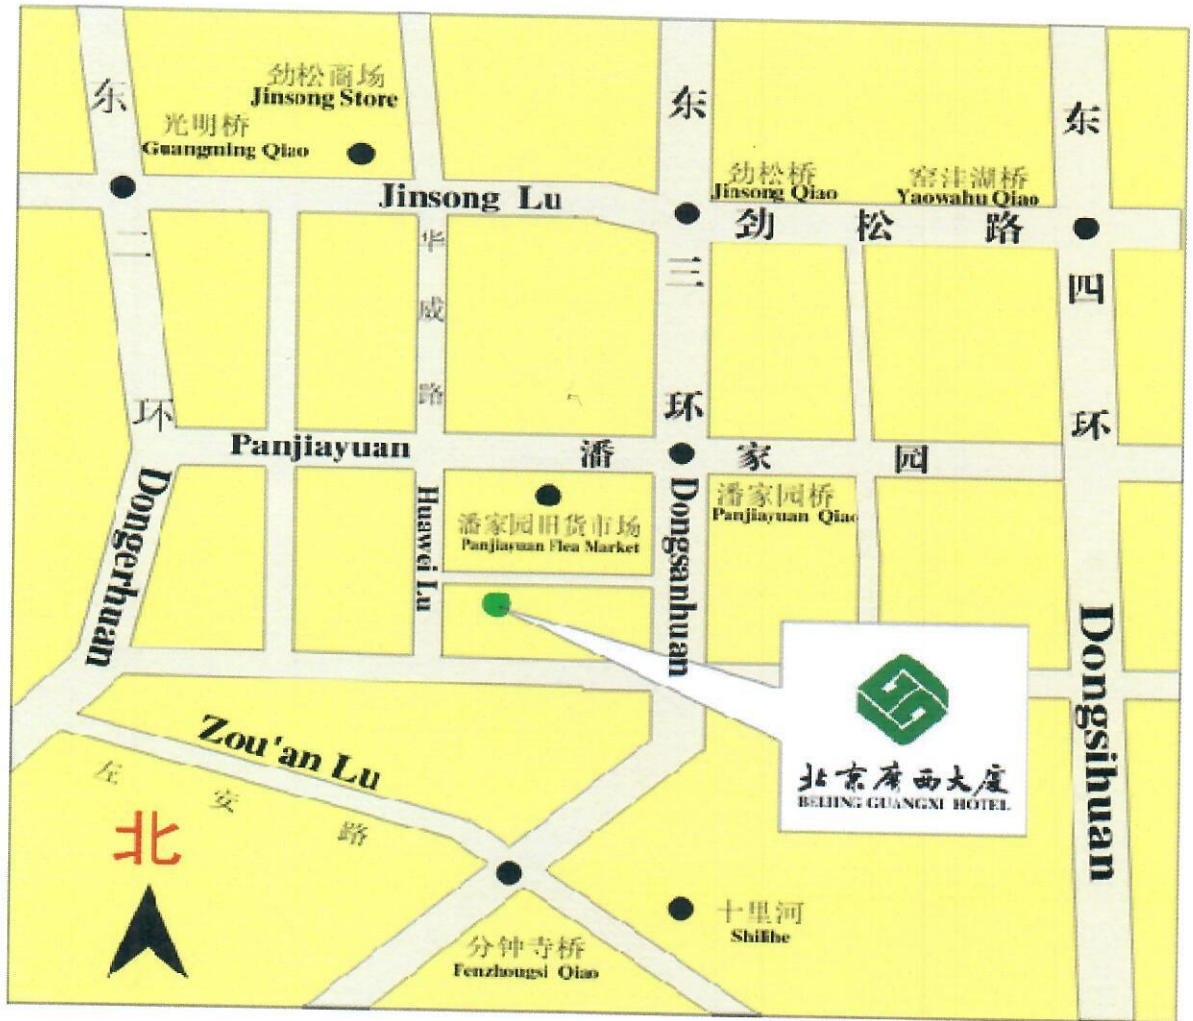 东
二
环
Dongerhuan
劲松商场
Jinsong Store
光明桥
Guangming Qiao
Jinsong Lu
劲松路
华威路
Huawei Lu
东
三
环
Dongsanhuan
劲松桥
Jinsong Qiao
窑沣湖桥
Yaowahu Qiao
东
四
环
Dongsihuan
Panjiayuan
潘家园
潘家园旧货市场
Panjiayuan Flea Market
潘家园桥
Panjiayuan Qiao
北京广西大厦
BEIJING GUANGXI HOTEL
Zou'an Lu
左安路
北
分钟寺桥
Fenzhougsi Qiao
十里河
Shilihe